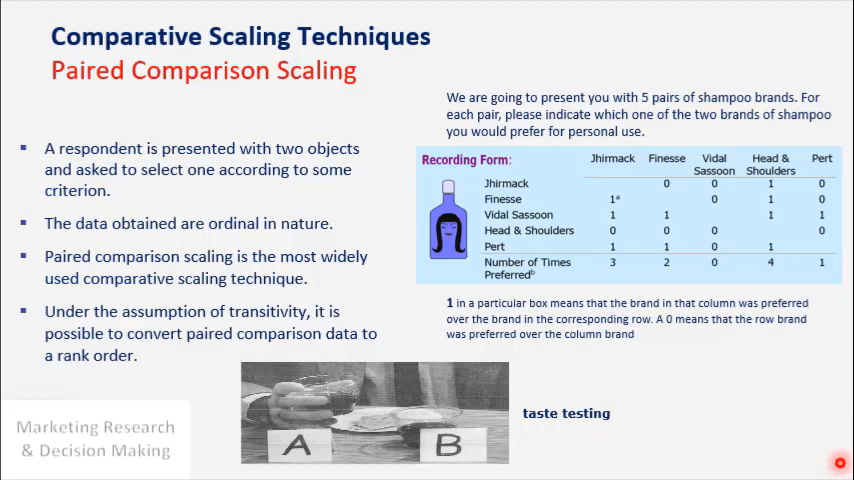 Comparative Scaling Techniques
Paired Comparison Scaling
▪ A respondent is presented with two objects
and asked to select one according to some
criterion.
▪ The data obtained are ordinal in nature.
▪ Paired comparison scaling is the most widely
used comparative scaling technique.
▪ Under the assumption of transitivity, it is
possible to convert paired comparison data to
a rank order.
We are going to present you with 5 pairs of shampoo brands. For
each pair, please indicate which one of the two brands of shampoo
you would prefer for personal use.
Recording Form: Jhirmack Finesse Vidal Sassoon Head & Shoulders Pert
Jhirmack 0 0 1 0
Finesse 1ᵃ 0 1 0
Vidal Sassoon 1 1 1 1
Head & Shoulders 0 0 0 0
Pert 1 1 0 1
Number of Times 3 2 0 4 1
Preferredᵇ
1 in a particular box means that the brand in that column was preferred
over the brand in the corresponding row. A 0 means that the row brand
was preferred over the column brand
A B
taste testing
Marketing Research
& Decision Making